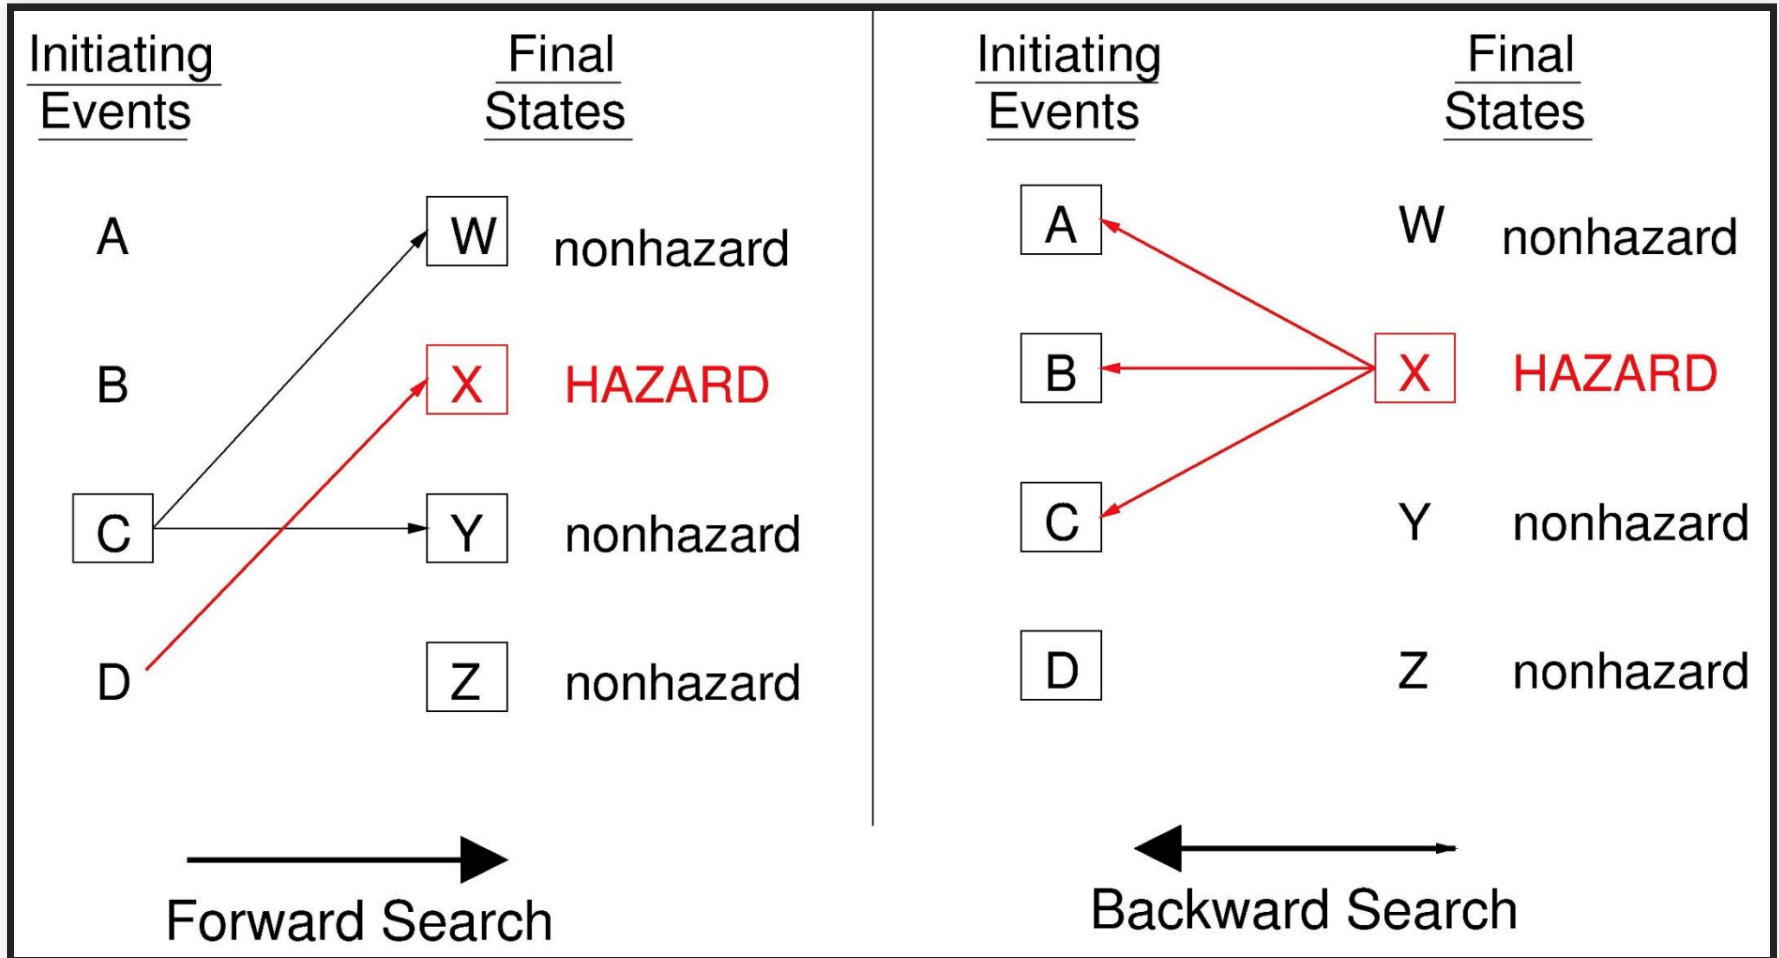 Initiating
Events
Final
States
A
W nonhazard
B
X HAZARD
C
Y nonhazard
D
Z nonhazard
Forward Search
Initiating
Events
Final
States
A
W nonhazard
B
X HAZARD
C
Y nonhazard
D
Z nonhazard
Backward Search